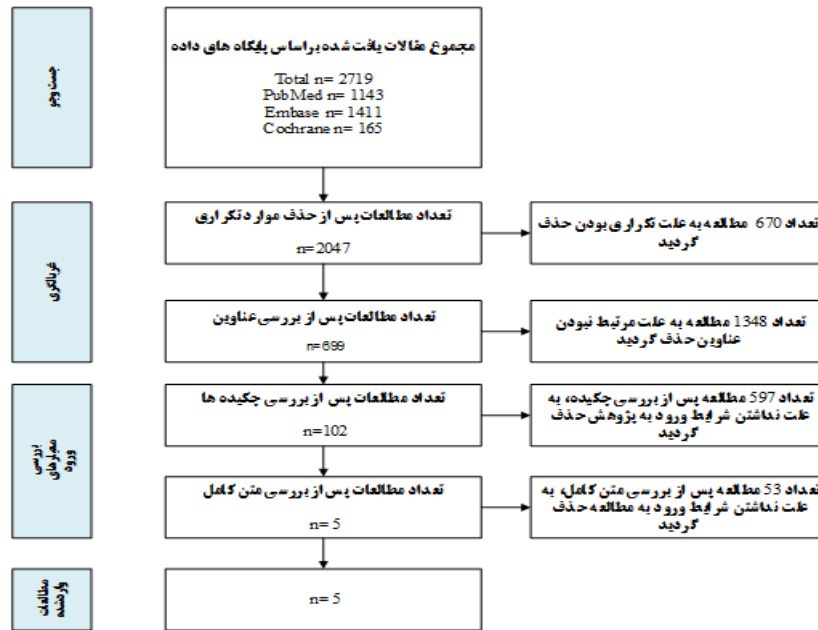 جست وجو
مجموع مقالات یافت شده براساس پایگاه های داده
Total n= 2719
PubMed n= 1143
Embase n= 1411
Cochrane n= 165
غربالگری
تعداد مطالعات پس از حذف موارد تکراری
n=2047
تعداد 670 مطالعه به علت تکراری بودن حذف
گردید
تعداد مطالعات پس از بررسی عناوین
n=699
تعداد 1348 مطالعه به علت مرتبط نبودن
عناوین حذف گردید
بررسی
معیارهای
ورود
تعداد مطالعات پس از بررسی چکیده ها
n=102
تعداد 597 مطالعه پس از بررسی چکیده، به
علت نداشتن شرایط ورود به پژوهش حذف
گردید
تعداد مطالعات پس از بررسی متن کامل
n= 5
تعداد 53 مطالعه پس از بررسی متن کامل، به
علت نداشتن شرایط ورود به مطالعه حذف
گردید
مطالعات
واردشده
n= 5